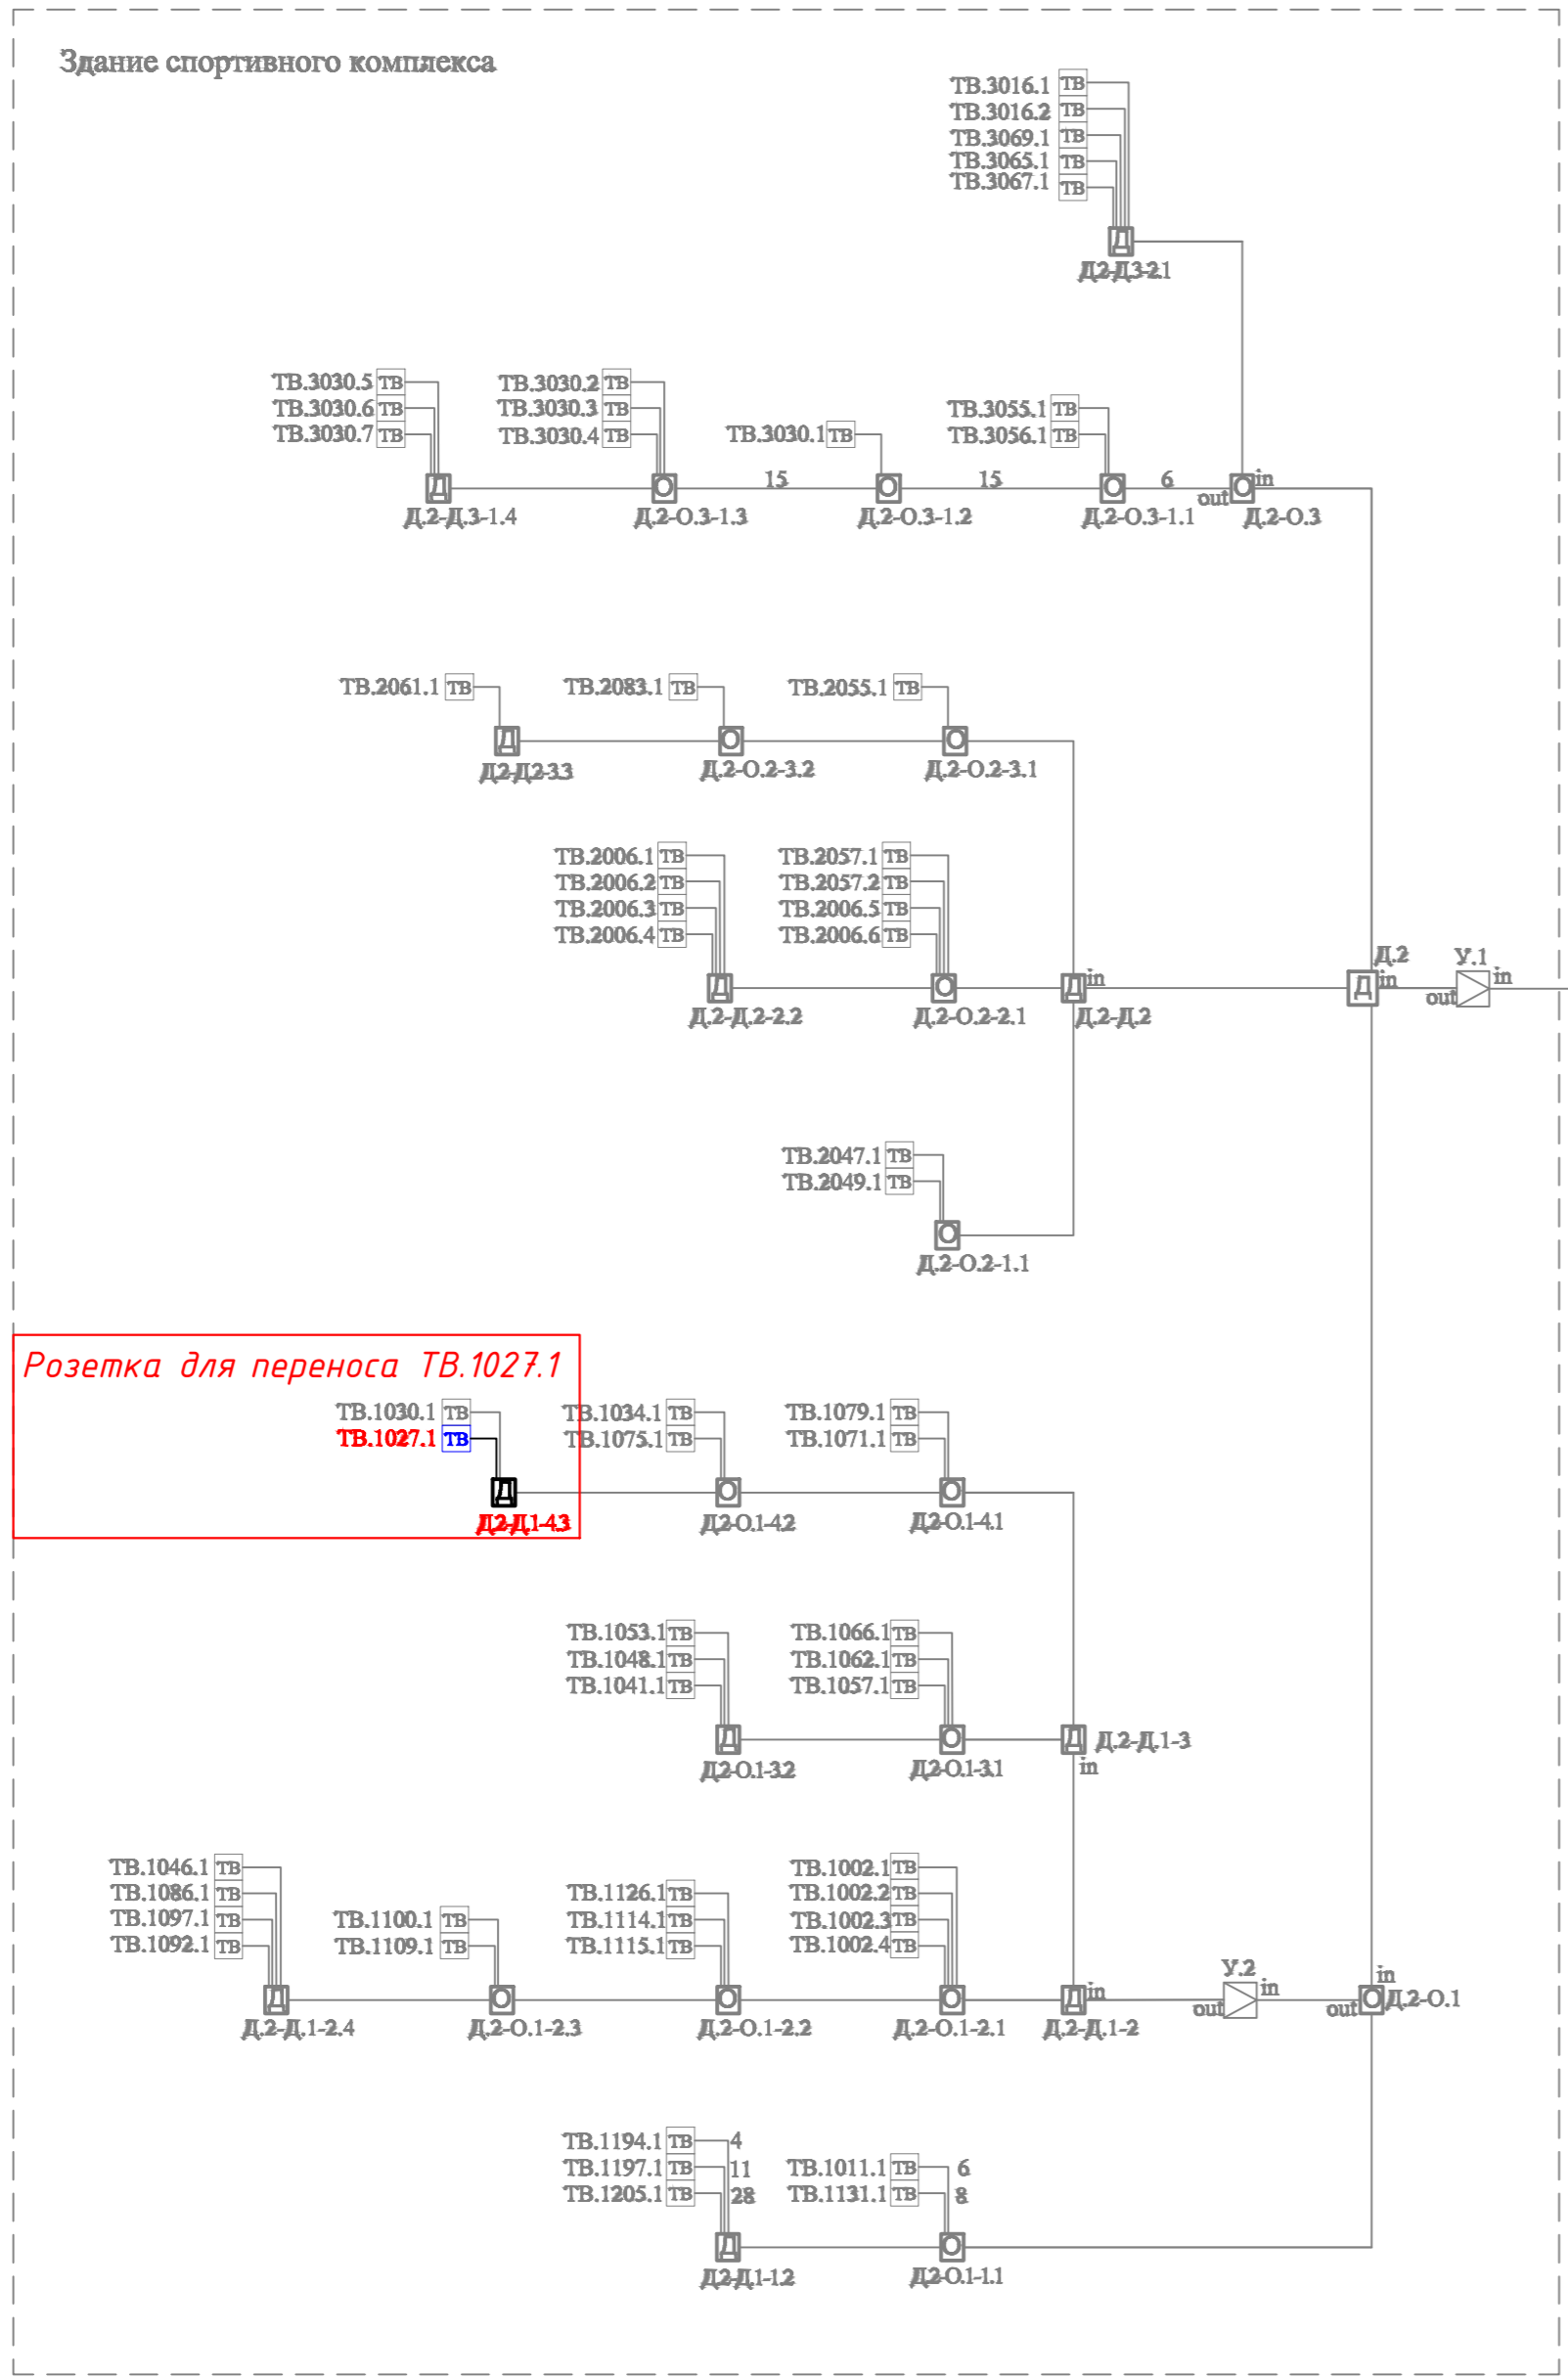 Здание спортивного комплекса
ТВ.3016.1 ТВ
ТВ.3016.2 ТВ
ТВ.3069.1 ТВ
ТВ.3065.1 ТВ
ТВ.3067.1 ТВ
Д
Д.2-Д.3-2.1
ТВ.3030.5 ТВ
ТВ.3030.6 ТВ
ТВ.3030.7 ТВ
ТВ.3030.2 ТВ
ТВ.3030.3 ТВ
ТВ.3030.4 ТВ
ТВ.3030.1 ТВ
ТВ.3055.1 ТВ
ТВ.3056.1 ТВ
Д О 15 О 15 О 6 out О in
Д.2-Д.3-1.4 Д.2-О.3-1.3 Д.2-О.3-1.2 Д.2-О.3-1.1 Д.2-О.3
ТВ.2061.1 ТВ ТВ.2083.1 ТВ ТВ.2055.1 ТВ
Д О О
Д.2-Д.2-3.3 Д.2-О.2-3.2 Д.2-О.2-3.1
ТВ.2006.1 ТВ
ТВ.2006.2 ТВ
ТВ.2006.3 ТВ
ТВ.2006.4 ТВ
ТВ.2057.1 ТВ
ТВ.2057.2 ТВ
ТВ.2006.5 ТВ
ТВ.2006.6 ТВ
Д.2 У.1
Д О Д in Д in out in
Д.2-Д.2-2.2 Д.2-О.2-2.1 Д.2-Д.2
ТВ.2047.1 ТВ
ТВ.2049.1 ТВ
О
Д.2-О.2-1.1
Розетка для переноса ТВ.1027.1
ТВ.1030.1 ТВ
ТВ.1027.1 ТВ
ТВ.1034.1 ТВ
ТВ.1075.1 ТВ
ТВ.1079.1 ТВ
ТВ.1071.1 ТВ
Д О О
Д.2-Д.1-4.3 Д.2-О.1-4.2 Д.2-О.1-4.1
ТВ.1053.1 ТВ
ТВ.1048.1 ТВ
ТВ.1041.1 ТВ
ТВ.1066.1 ТВ
ТВ.1062.1 ТВ
ТВ.1057.1 ТВ
Д О Д Д.2-Д.1-3
in
Д.2-О.1-3.2 Д.2-О.1-3.1
ТВ.1046.1 ТВ
ТВ.1086.1 ТВ
ТВ.1097.1 ТВ
ТВ.1092.1 ТВ
ТВ.1100.1 ТВ
ТВ.1109.1 ТВ
ТВ.1126.1 ТВ
ТВ.1114.1 ТВ
ТВ.1115.1 ТВ
ТВ.1002.1 ТВ
ТВ.1002.2 ТВ
ТВ.1002.3 ТВ
ТВ.1002.4 ТВ
У.2
Д О О О Д in out in out О in Д.2-О.1
Д.2-Д.1-2.4 Д.2-О.1-2.3 Д.2-О.1-2.2 Д.2-О.1-2.1 Д.2-Д.1-2
ТВ.1194.1 ТВ 4
ТВ.1197.1 ТВ 11
ТВ.1205.1 ТВ 28
ТВ.1011.1 ТВ 6
ТВ.1131.1 ТВ 8
Д О
Д.2-Д.1-1.2 Д.2-О.1-1.1